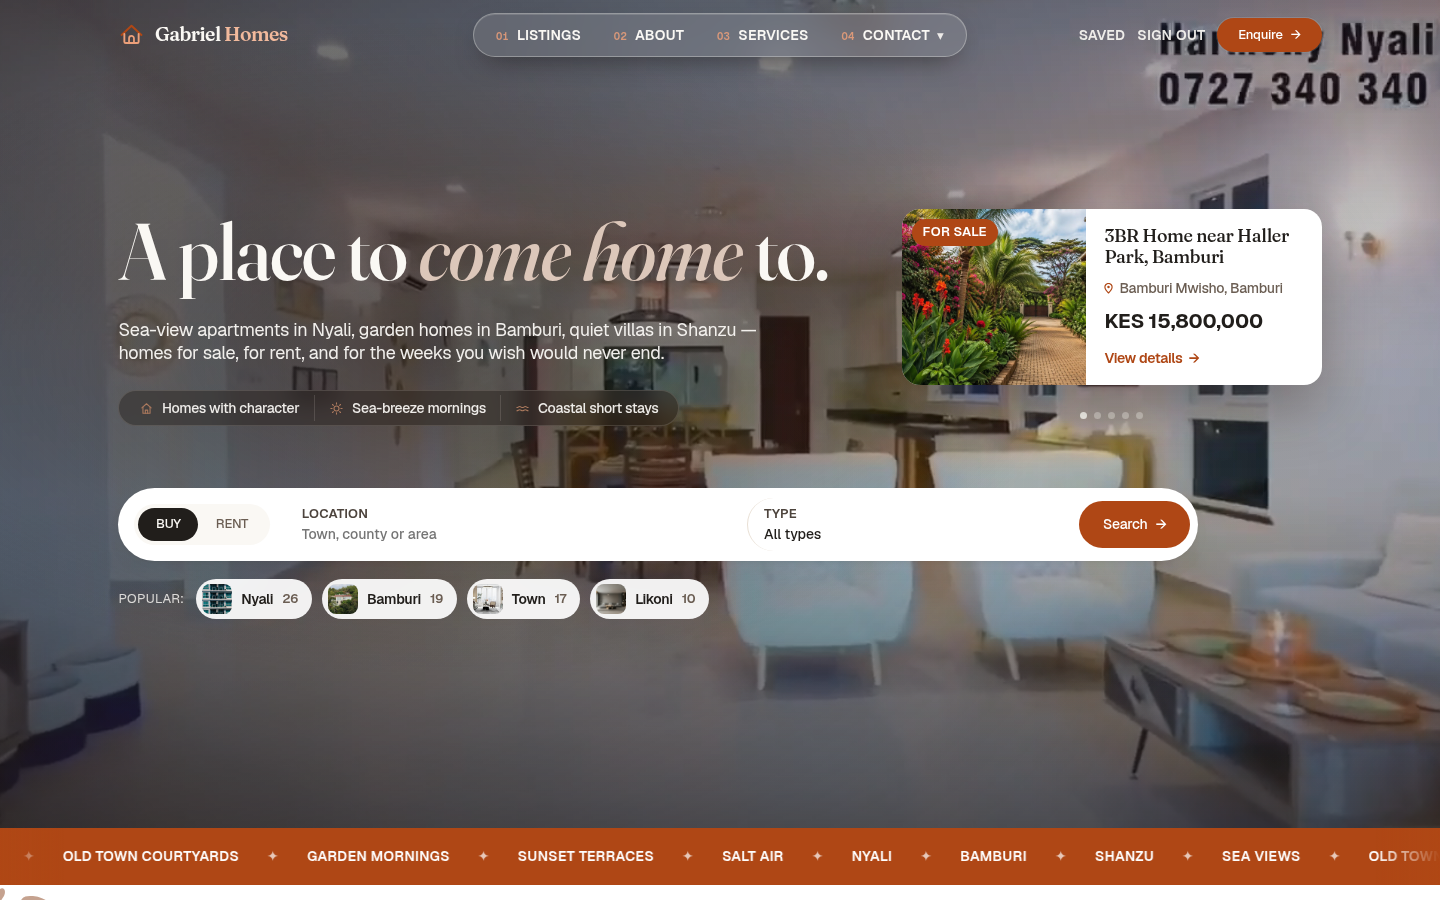 Gabriel Homes
01 LISTINGS
02 ABOUT
03 SERVICES
04 CONTACT ▾
SAVED
SIGN OUT
Enquire →
Harmony Nyali
0727 340 340
A place to come home to.
Sea-view apartments in Nyali, garden homes in Bamburi, quiet villas in Shanzu —
homes for sale, for rent, and for the weeks you wish would never end.
Homes with character
Sea-breeze mornings
Coastal short stays
FOR SALE
3BR Home near Haller
Park, Bamburi
Bamburi Mwisho, Bamburi
KES 15,800,000
View details →
BUY
RENT
LOCATION
Town, county or area
TYPE
All types
Search →
POPULAR:
Nyali 26
Bamburi 19
Town 17
Likoni 10
✦ OLD TOWN COURTYARDS ✦ GARDEN MORNINGS ✦ SUNSET TERRACES ✦ SALT AIR ✦ NYALI ✦ BAMBURI ✦ SHANZU ✦ SEA VIEWS ✦ OLD TOW